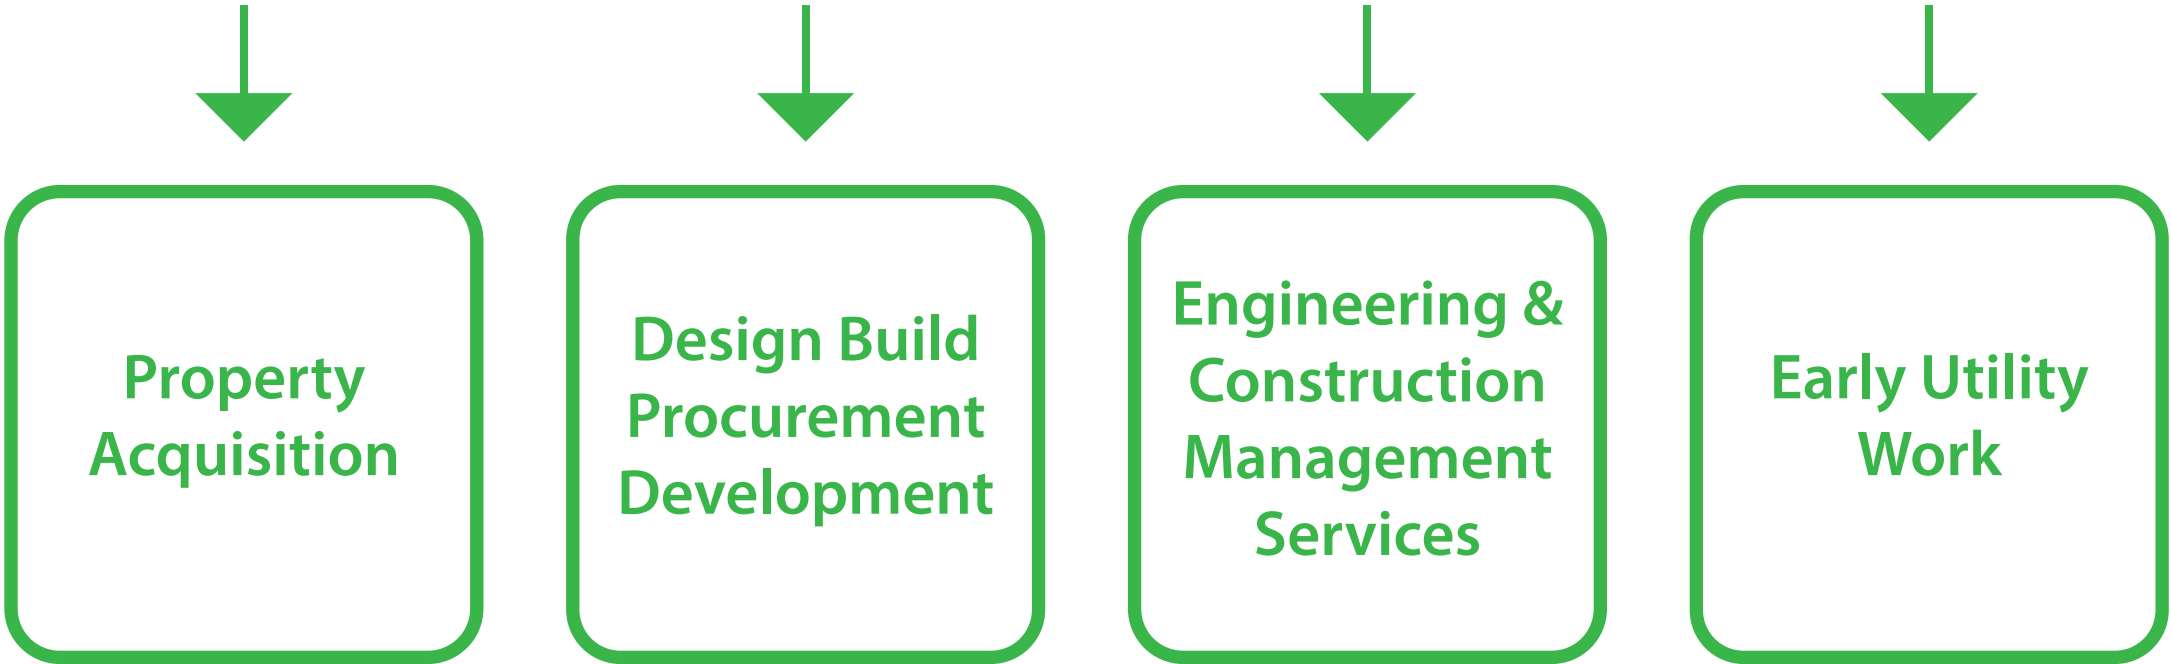 Property
Acquisition
Design Build
Procurement
Development
Engineering &
Construction
Management
Services
Early Utility
Work